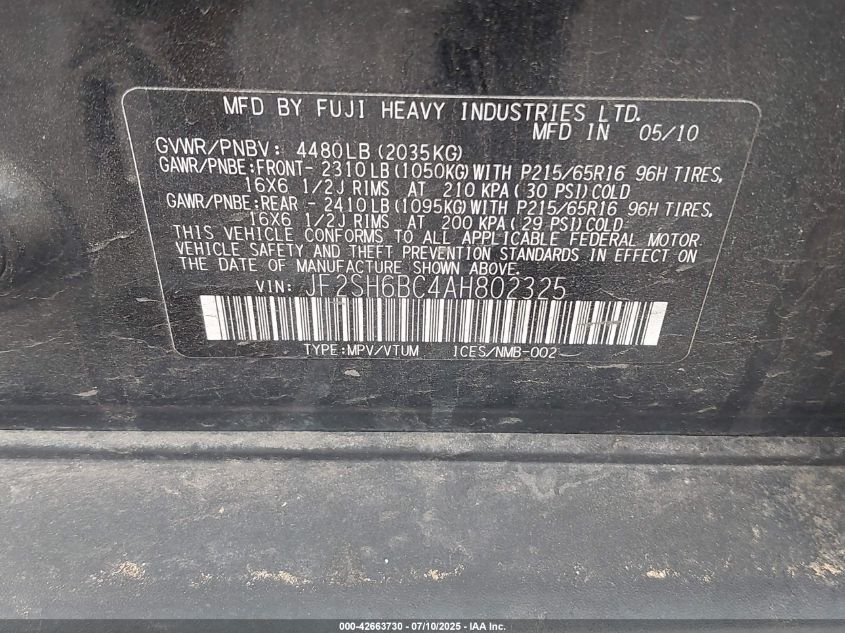 MFD BY FUJI HEAVY INDUSTRIES LTD.
MFD IN 05/10
GVWR/PNBV: 4480LB (2035KG)
GAWR/PNBE:FRONT- 2310 LB (1050KG) WITH P215/65R16 96H TIRES,
16X6 1/2J RIMS AT 210 KPA (30 PSI) COLD
GAWR/PNBE:REAR - 2410 LB (1095KG) WITH P215/65R16 96H TIRES,
16X6 1/2J RIMS AT 200 KPA (29 PSI) COLD
THIS VEHICLE CONFORMS TO ALL APPLICABLE FEDERAL MOTOR
VEHICLE SAFETY AND THEFT PREVENTION STANDARDS IN EFFECT ON
THE DATE OF MANUFACTURE SHOWN ABOVE.
VIN: JF2SH6BC4AH802325
TYPE:MPV/VTUM ICES/NMB-002
000-42663730 - 07/10/2025 - IAA Inc.